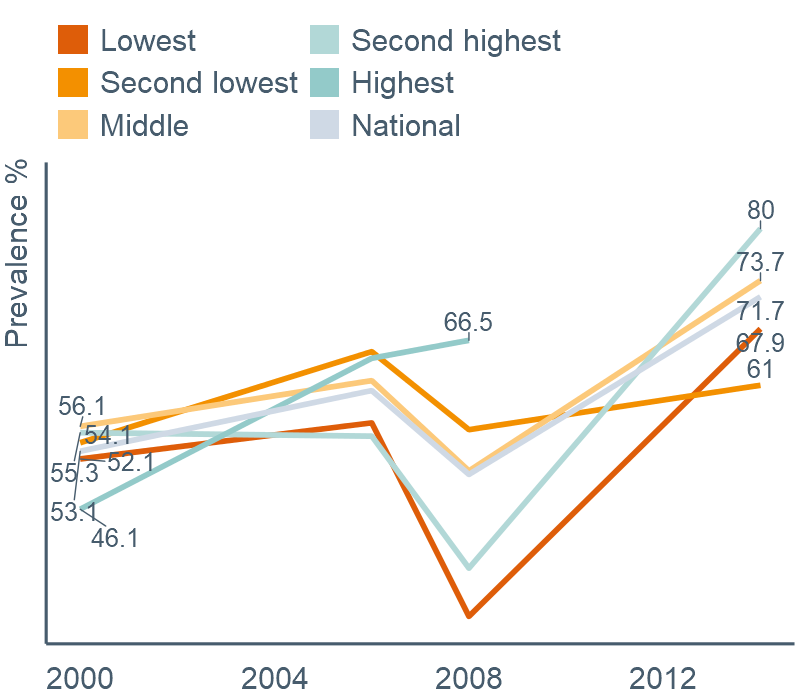 Lowest
Second lowest
Middle
Second highest
Highest
National
Prevalence %
80
73.7
71.7
67.9
61
66.5
56.1
54.1
52.1
55.3
53.1
46.1
2000 2004 2008 2012